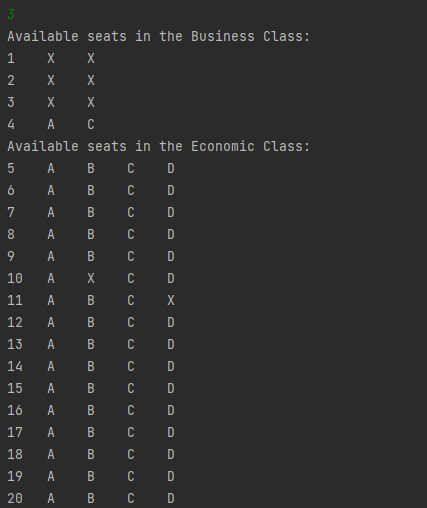 3
Available seats in the Business Class:
1 X X
2 X X
3 X X
4 A C
Available seats in the Economic Class:
5 A B C D
6 A B C D
7 A B C D
8 A B C D
9 A B C D
10 A X C D
11 A B C X
12 A B C D
13 A B C D
14 A B C D
15 A B C D
16 A B C D
17 A B C D
18 A B C D
19 A B C D
20 A B C D